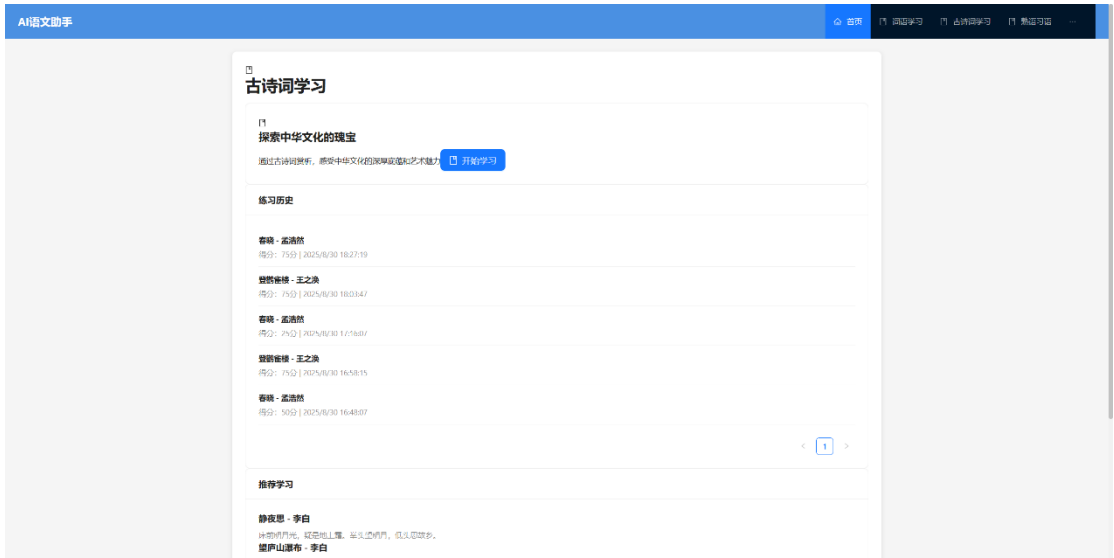 AI语文助手
首页 词语学习 古诗词学习 熟语习语 ...
古诗词学习
探索中华文化的瑰宝
通过古诗词赏析，感受中华文化的深厚底蕴和艺术魅力 开始学习
练习历史
春晓 - 孟浩然
得分：75分 | 2025/8/30 18:27:19
登鹳雀楼 - 王之涣
得分：75分 | 2025/8/30 18:03:47
春晓 - 孟浩然
得分：25分 | 2025/8/30 17:16:07
登鹳雀楼 - 王之涣
得分：75分 | 2025/8/30 16:58:15
春晓 - 孟浩然
得分：50分 | 2025/8/30 16:48:07
< 1 >
推荐学习
静夜思 - 李白
床前明月光，疑是地上霜。举头望明月，低头思故乡。
望庐山瀑布 - 李白